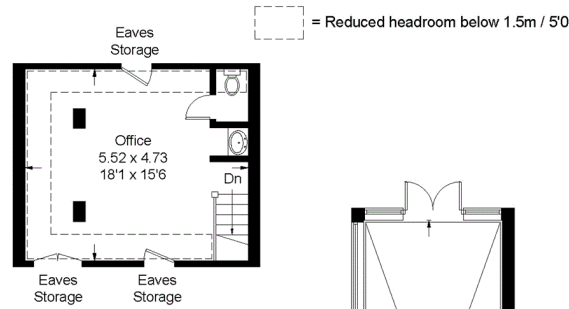 = Reduced headroom below 1.5m / 5'0
Eaves
Storage
Office
5.52 x 4.73
18'1 x 15'6
Dn
Eaves
Storage
Eaves
Storage